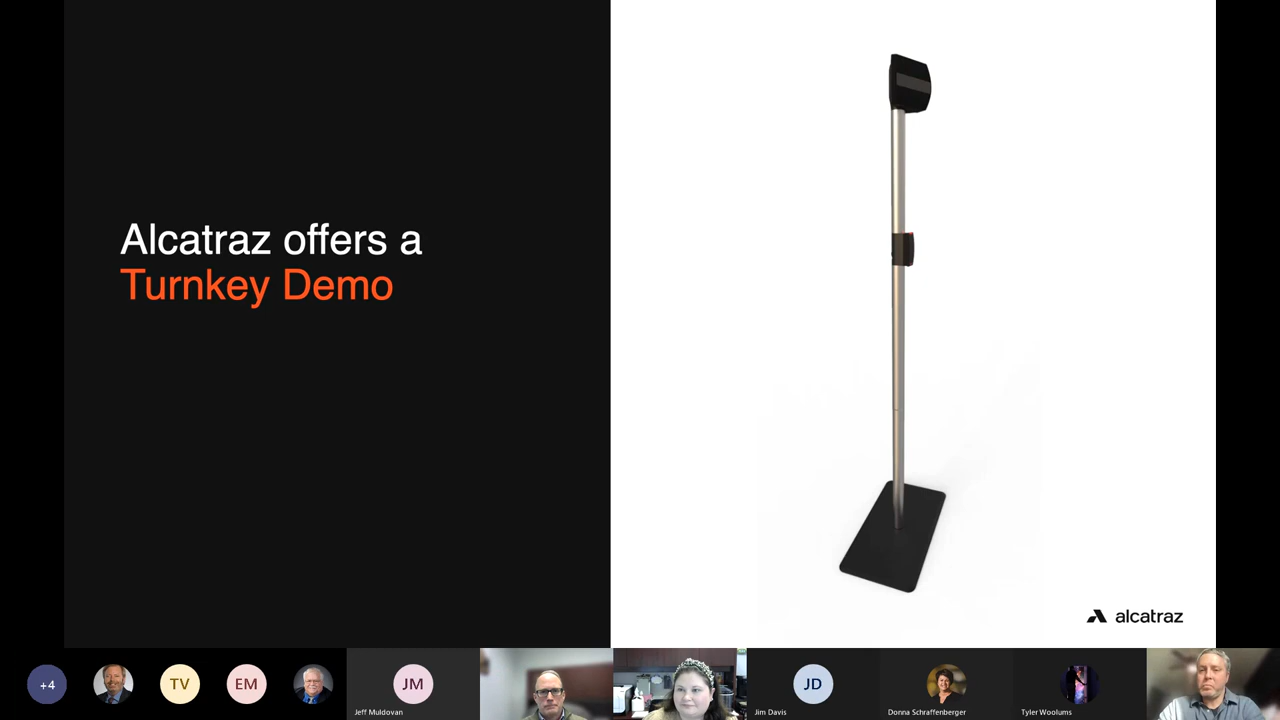 Alcatraz offers a
Turnkey Demo
alcatraz
+4
TV
EM
JM
Jeff Muldovan
JD
Jim Davis
Donna Schraffenberger
Tyler Woolums